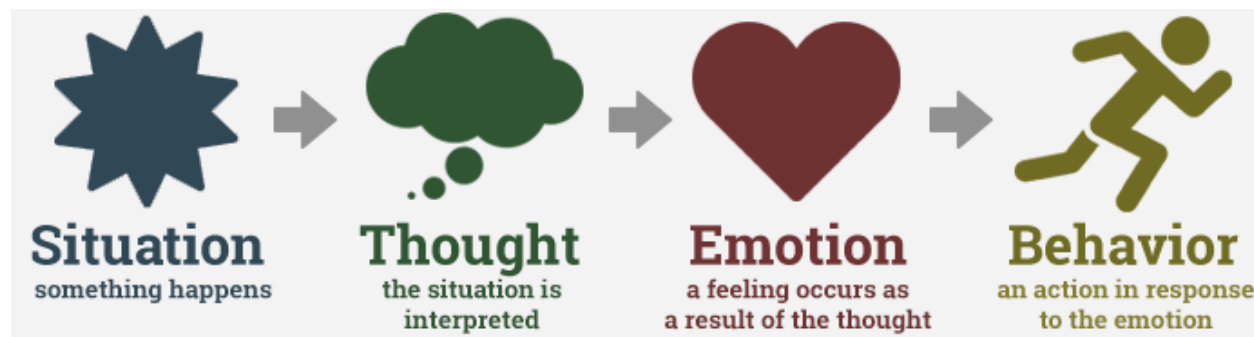 Situation
something happens
Thought
the situation is
interpreted
Emotion
a feeling occurs as
a result of the thought
Behavior
an action in response
to the emotion